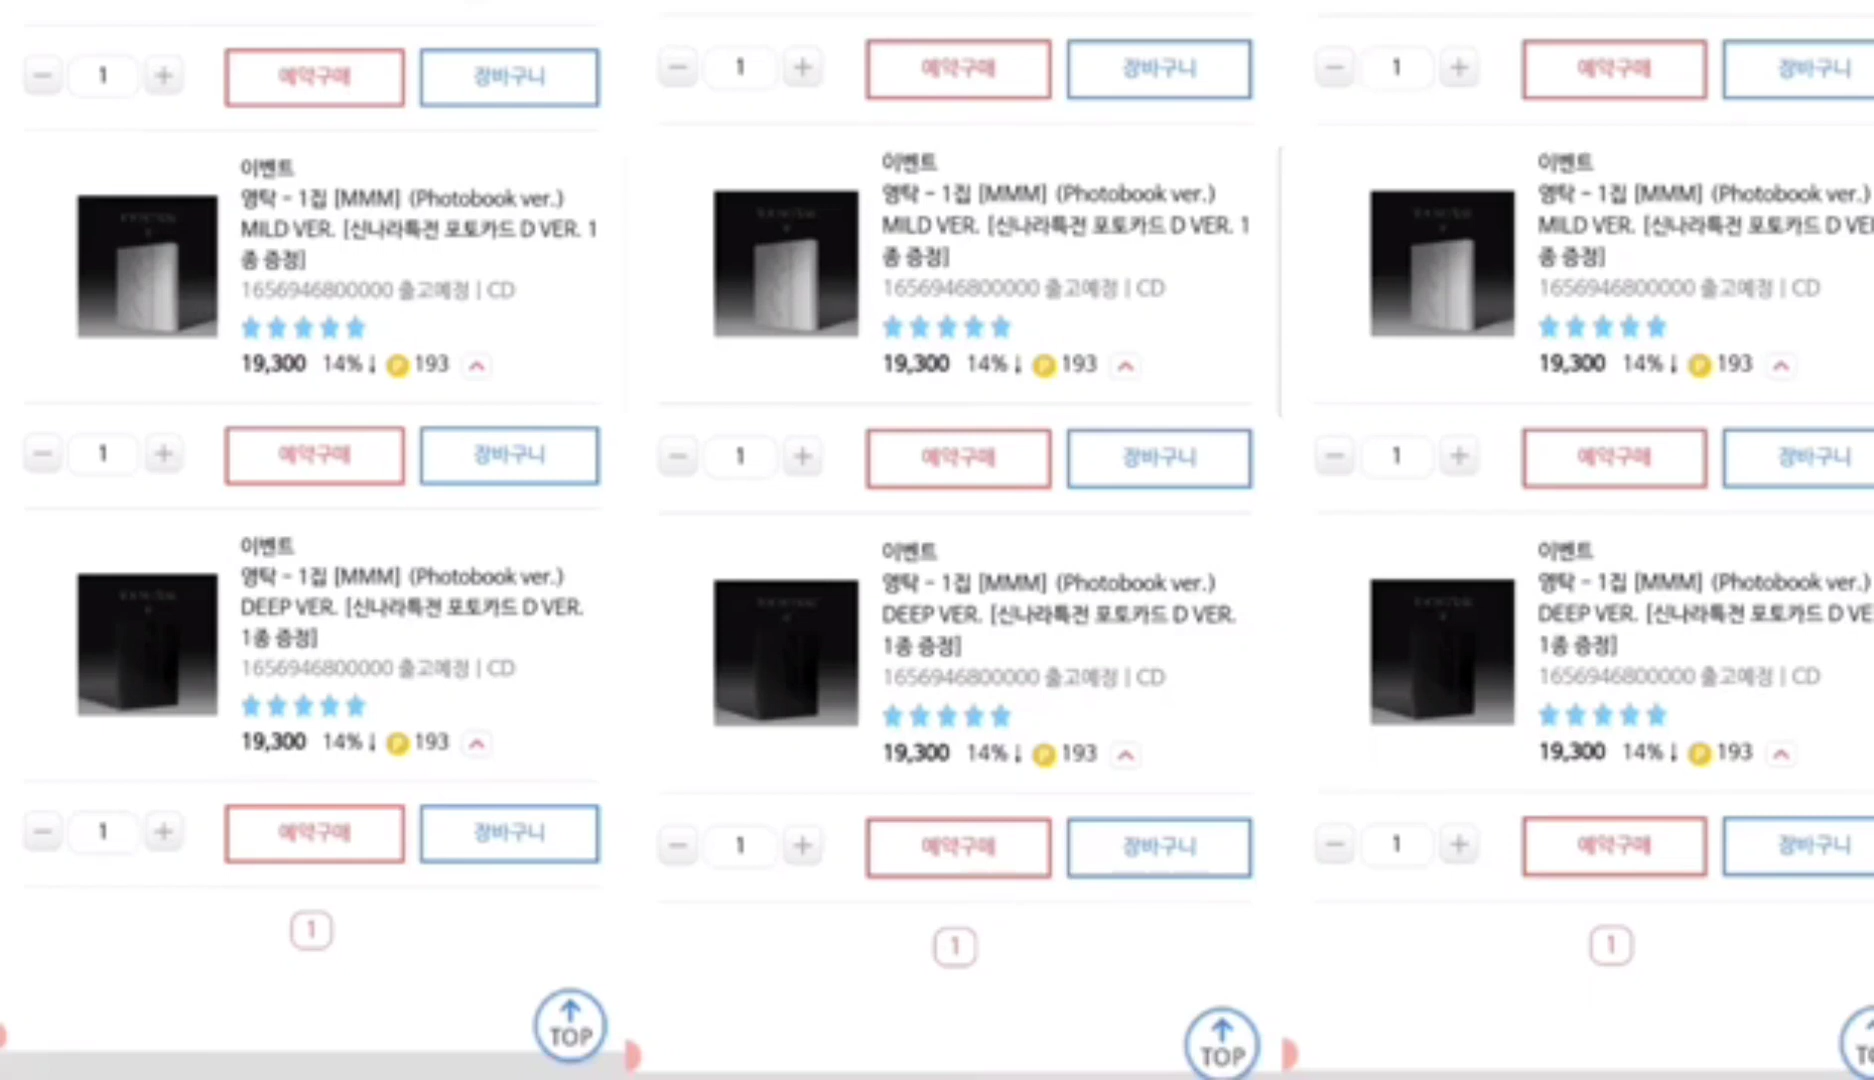 1
예약구매
장바구니
이벤트
영탁 - 1집 [MMM] (Photobook ver.)
MILD VER. [신나라특전 포토카드 D VER. 1
종 증정]
1656946800000 출고예정 | CD
19,300 14%↓ P 193
1
예약구매
장바구니
이벤트
영탁 - 1집 [MMM] (Photobook ver.)
DEEP VER. [신나라특전 포토카드 D VER.
1종 증정]
1656946800000 출고예정 | CD
19,300 14%↓ P 193
1
예약구매
장바구니
1
TOP
1
예약구매
장바구니
이벤트
영탁 - 1집 [MMM] (Photobook ver.)
MILD VER. [신나라특전 포토카드 D VER. 1
종 증정]
1656946800000 출고예정 | CD
19,300 14%↓ P 193
1
예약구매
장바구니
이벤트
영탁 - 1집 [MMM] (Photobook ver.)
DEEP VER. [신나라특전 포토카드 D VER.
1종 증정]
1656946800000 출고예정 | CD
19,300 14%↓ P 193
1
예약구매
장바구니
1
TOP
1
예약구매
장바구니
이벤트
영탁 - 1집 [MMM] (Photobook ver.)
MILD VER. [신나라특전 포토카드 D VE
종 증정]
1656946800000 출고예정 | CD
19,300 14%↓ P 193
1
예약구매
장바구니
이벤트
영탁 - 1집 [MMM] (Photobook ver.)
DEEP VER. [신나라특전 포토카드 D VE
1종 증정]
1656946800000 출고예정 | CD
19,300 14%↓ P 193
1
예약구매
장바구니
1